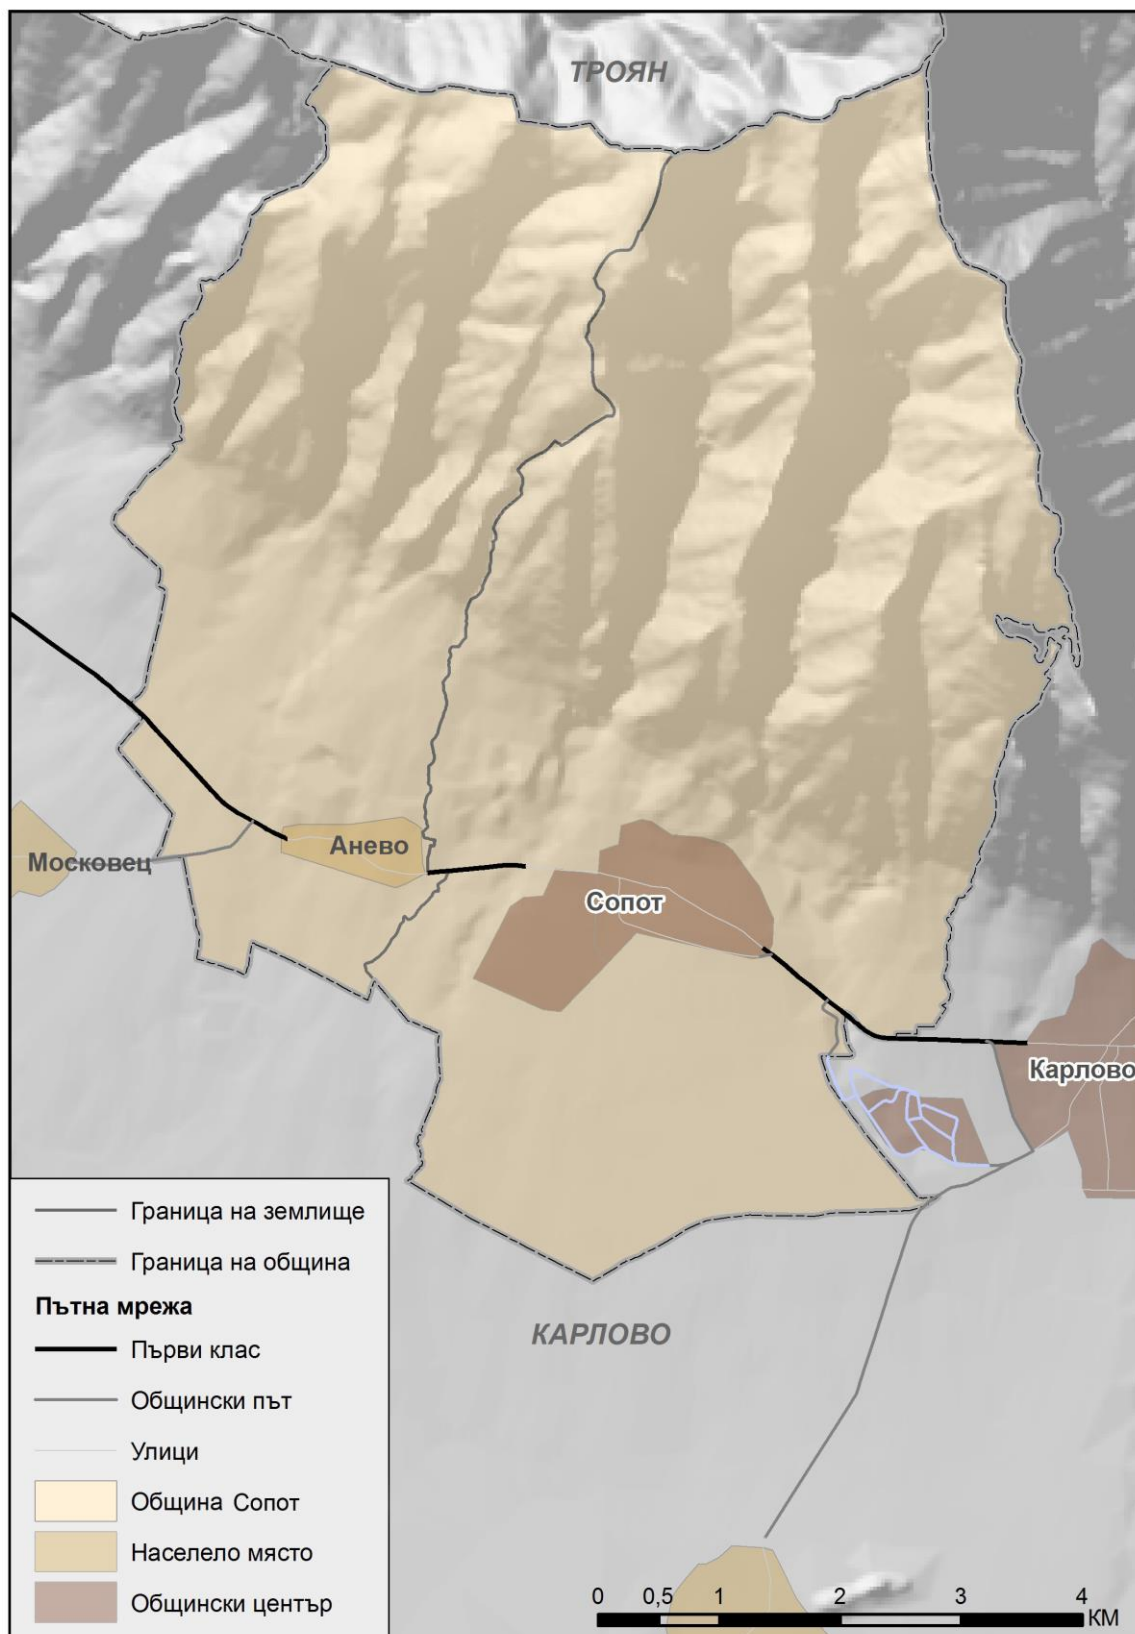 ТРОЯН
Анево
Московец
Сопот
Карлово
КАРЛОВО
Граница на землище
Граница на община
Пътна мрежа
Първи клас
Общински път
Улици
Община Сопот
Населело място
Общински център
0 0,5 1 2 3 4
КМ